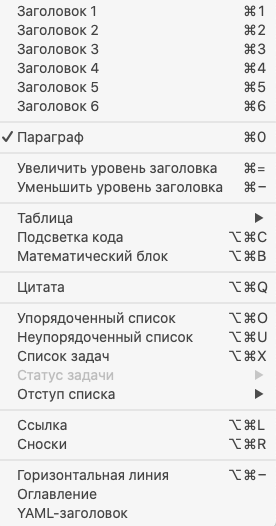 Заголовок 1 ⌘1
Заголовок 2 ⌘2
Заголовок 3 ⌘3
Заголовок 4 ⌘4
Заголовок 5 ⌘5
Заголовок 6 ⌘6
✓ Параграф ⌘0
Увеличить уровень заголовка ⌘=
Уменьшить уровень заголовка ⌘−
Таблица ▶
Подсветка кода ⌥⌘C
Математический блок ⌥⌘B
Цитата ⌥⌘Q
Упорядоченный список ⌥⌘O
Неупорядоченный список ⌥⌘U
Список задач ⌥⌘X
Статус задачи ▶
Отступ списка ▶
Ссылка ⌥⌘L
Сноски ⌥⌘R
Горизонтальная линия ⌥⌘−
Оглавление
YAML-заголовок